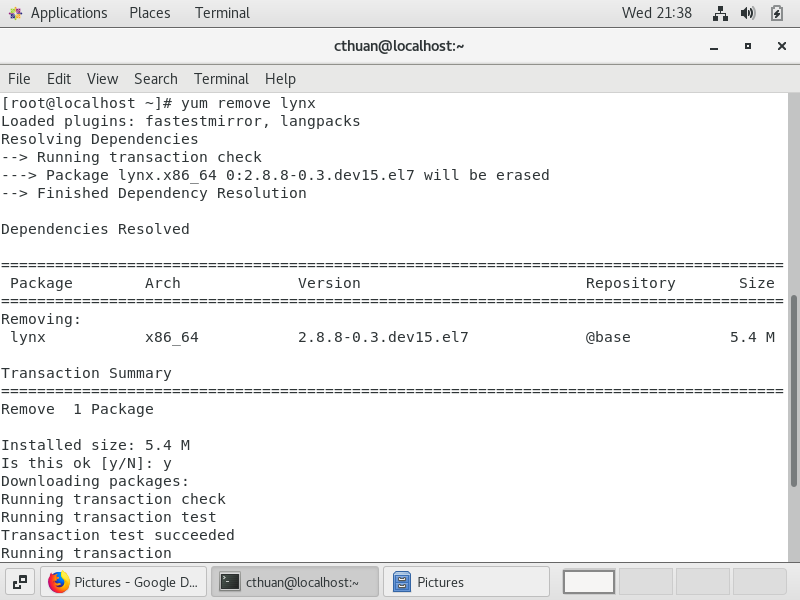 Applications Places Terminal Wed 21:38
cthuan@localhost:~
File Edit View Search Terminal Help
[root@localhost ~]# yum remove lynx
Loaded plugins: fastestmirror, langpacks
Resolving Dependencies
--> Running transaction check
---> Package lynx.x86_64 0:2.8.8-0.3.dev15.el7 will be erased
--> Finished Dependency Resolution
Dependencies Resolved
================================================================================
Package Arch Version Repository Size
================================================================================
Removing:
lynx x86_64 2.8.8-0.3.dev15.el7 @base 5.4 M
Transaction Summary
================================================================================
Remove  1 Package
Installed size: 5.4 M
Is this ok [y/N]: y
Downloading packages:
Running transaction check
Running transaction test
Transaction test succeeded
Running transaction
Pictures - Google D... cthuan@localhost:~ Pictures